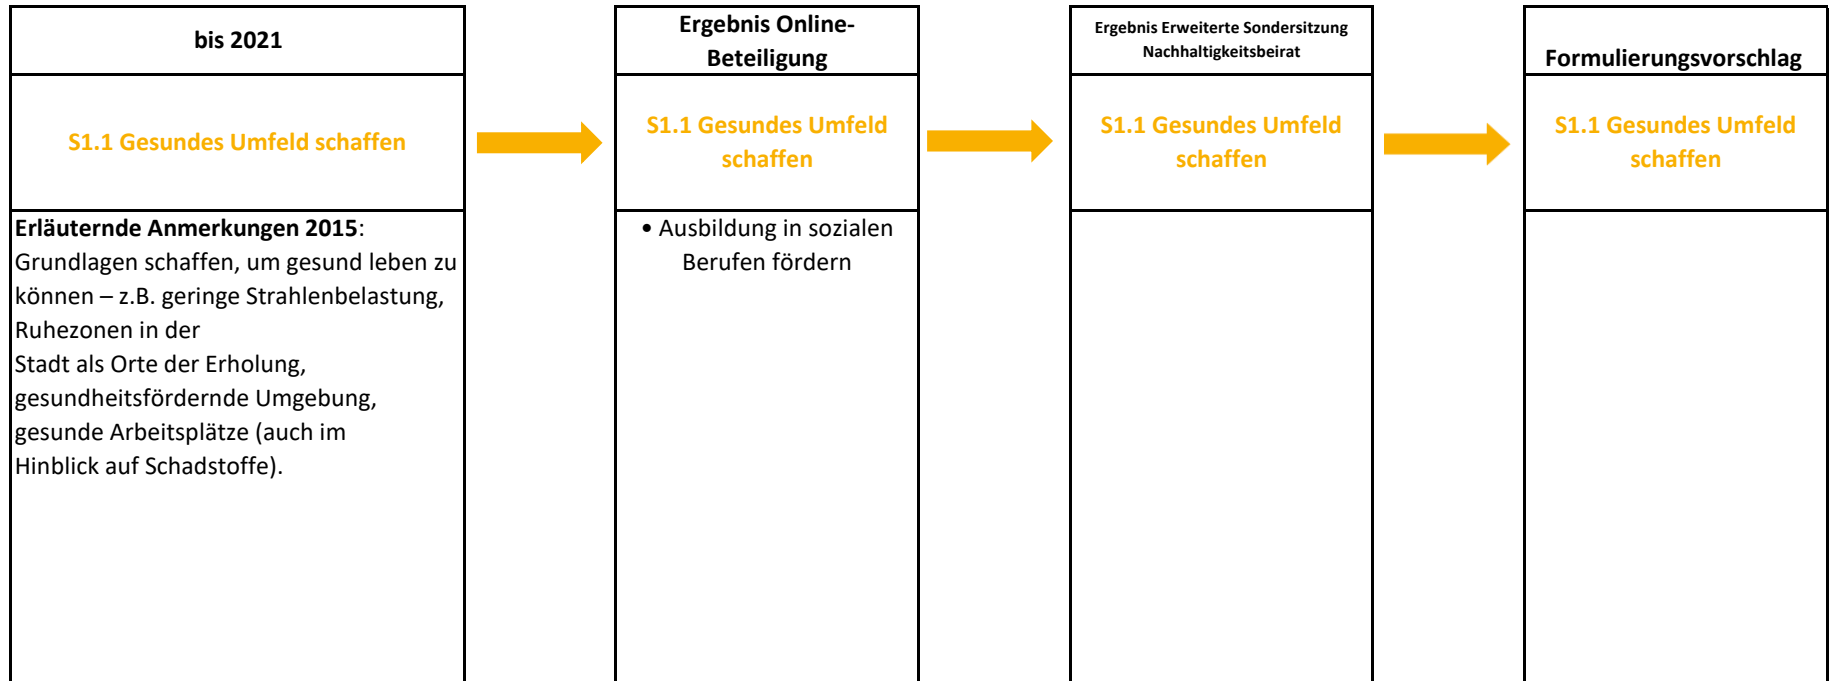 bis 2021
Ergebnis Online-
Beteiligung
Ergebnis Erweiterte Sondersitzung
Nachhaltigkeitsbeirat
Formulierungsvorschlag
S1.1 Gesundes Umfeld schaffen
S1.1 Gesundes Umfeld
schaffen
S1.1 Gesundes Umfeld
schaffen
S1.1 Gesundes Umfeld
schaffen
Erläuternde Anmerkungen 2015:
Grundlagen schaffen, um gesund leben zu
können – z.B. geringe Strahlenbelastung,
Ruhezonen in der
Stadt als Orte der Erholung,
gesundheitsfördernde Umgebung,
gesunde Arbeitsplätze (auch im
Hinblick auf Schadstoffe).
• Ausbildung in sozialen
Berufen fördern